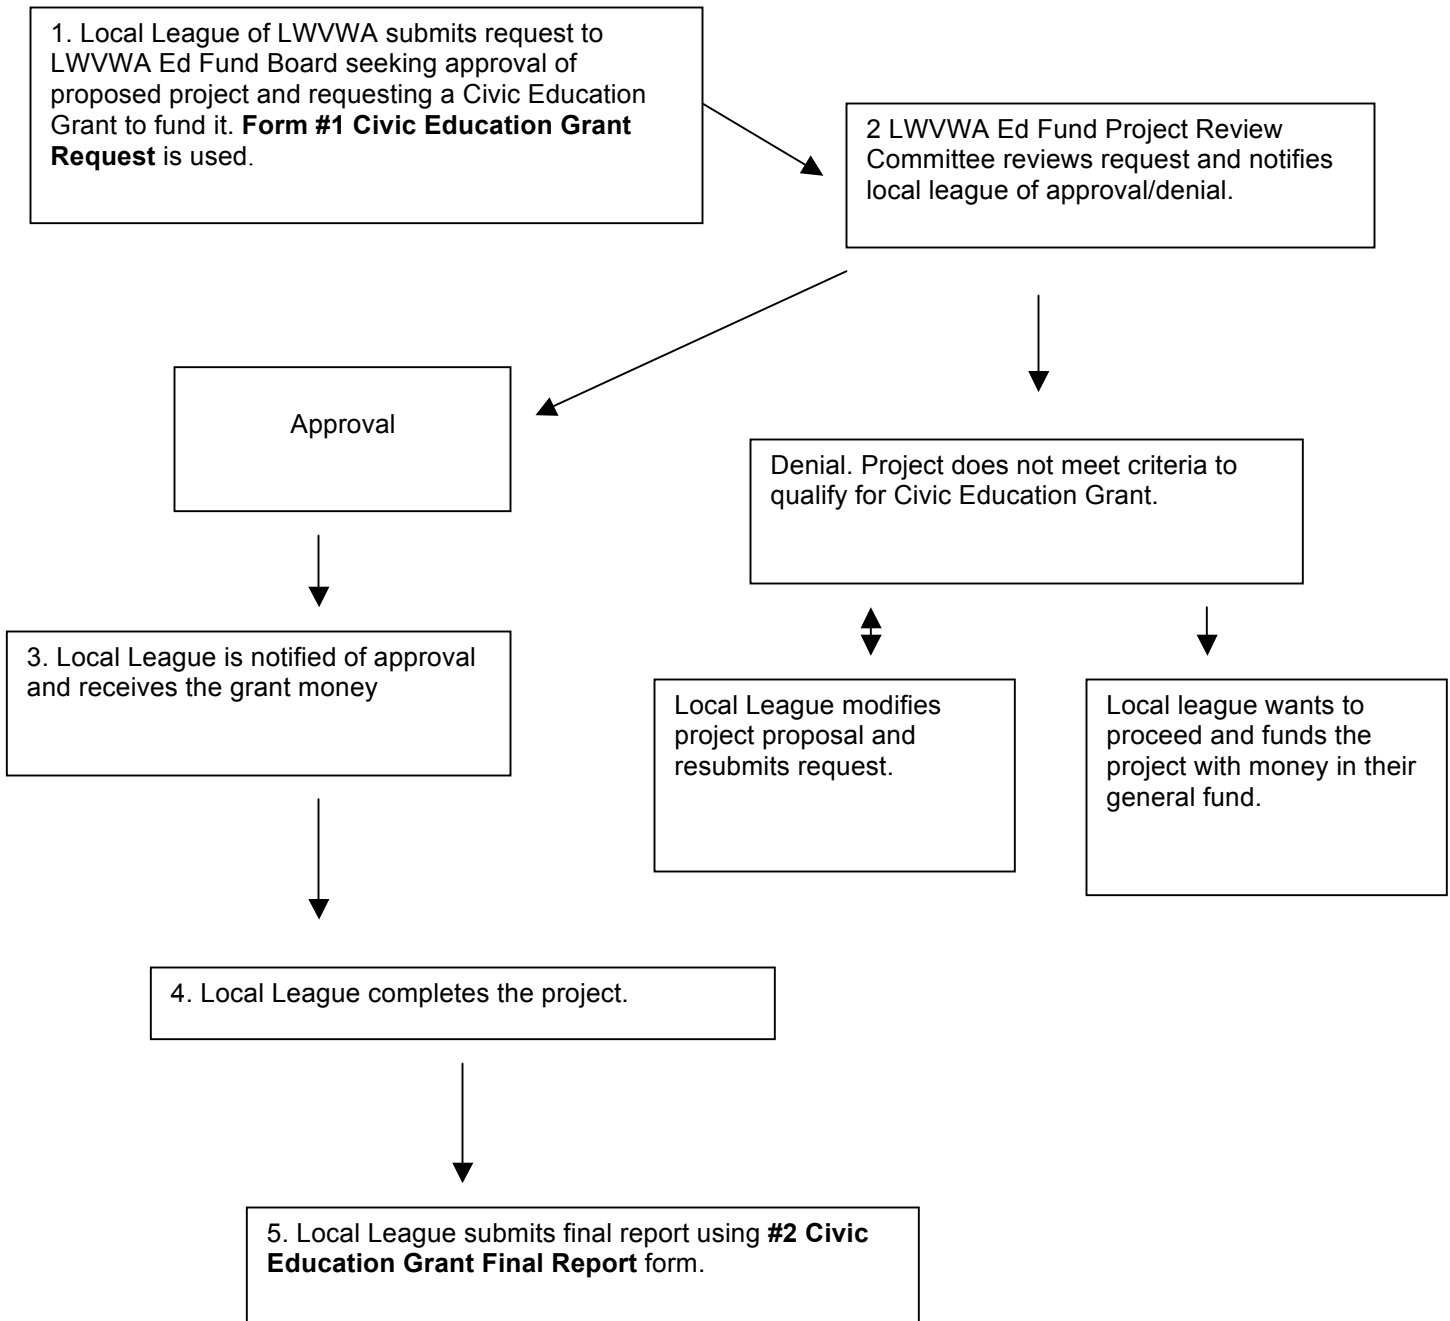 1. Local League of LWVWA submits request to
LWVWA Ed Fund Board seeking approval of
proposed project and requesting a Civic Education
Grant to fund it. Form #1 Civic Education Grant
Request is used.
2 LWVWA Ed Fund Project Review
Committee reviews request and notifies
local league of approval/denial.
Approval
Denial. Project does not meet criteria to
qualify for Civic Education Grant.
3. Local League is notified of approval
and receives the grant money
Local League modifies
project proposal and
resubmits request.
Local league wants to
proceed and funds the
project with money in their
general fund.
4. Local League completes the project.
5. Local League submits final report using #2 Civic
Education Grant Final Report form.